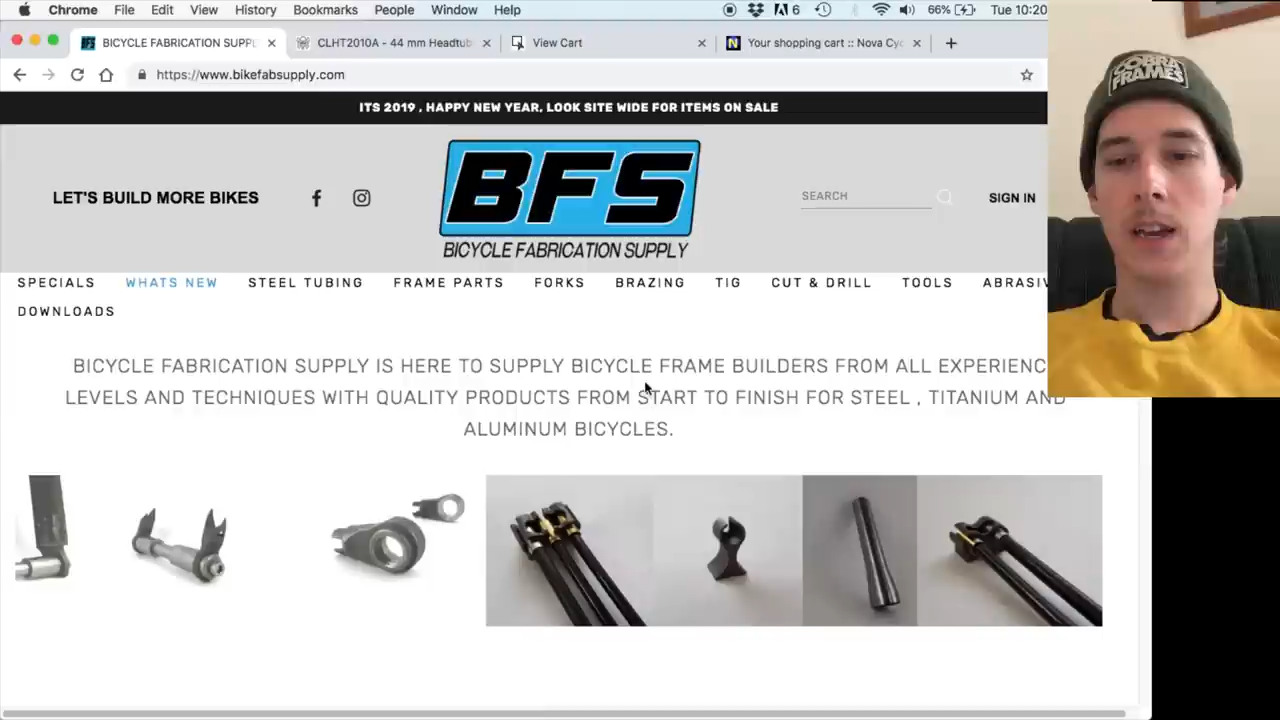 Chrome File Edit View History Bookmarks People Window Help 6 66% Tue 10:20
BICYCLE FABRICATION SUPPL
CLHT2010A - 44 mm Headtub
View Cart
Your shopping cart :: Nova Cyc
https://www.bikefabsupply.com
ITS 2019 , HAPPY NEW YEAR, LOOK SITE WIDE FOR ITEMS ON SALE
COBRA
FRAMES
LET'S BUILD MORE BIKES
BFS
BICYCLE FABRICATION SUPPLY
SEARCH
SIGN IN
SPECIALS WHATS NEW STEEL TUBING FRAME PARTS FORKS BRAZING TIG CUT & DRILL TOOLS ABRASIV
DOWNLOADS
BICYCLE FABRICATION SUPPLY IS HERE TO SUPPLY BICYCLE FRAME BUILDERS FROM ALL EXPERIENC
LEVELS AND TECHNIQUES WITH QUALITY PRODUCTS FROM START TO FINISH FOR STEEL , TITANIUM AND
ALUMINUM BICYCLES.